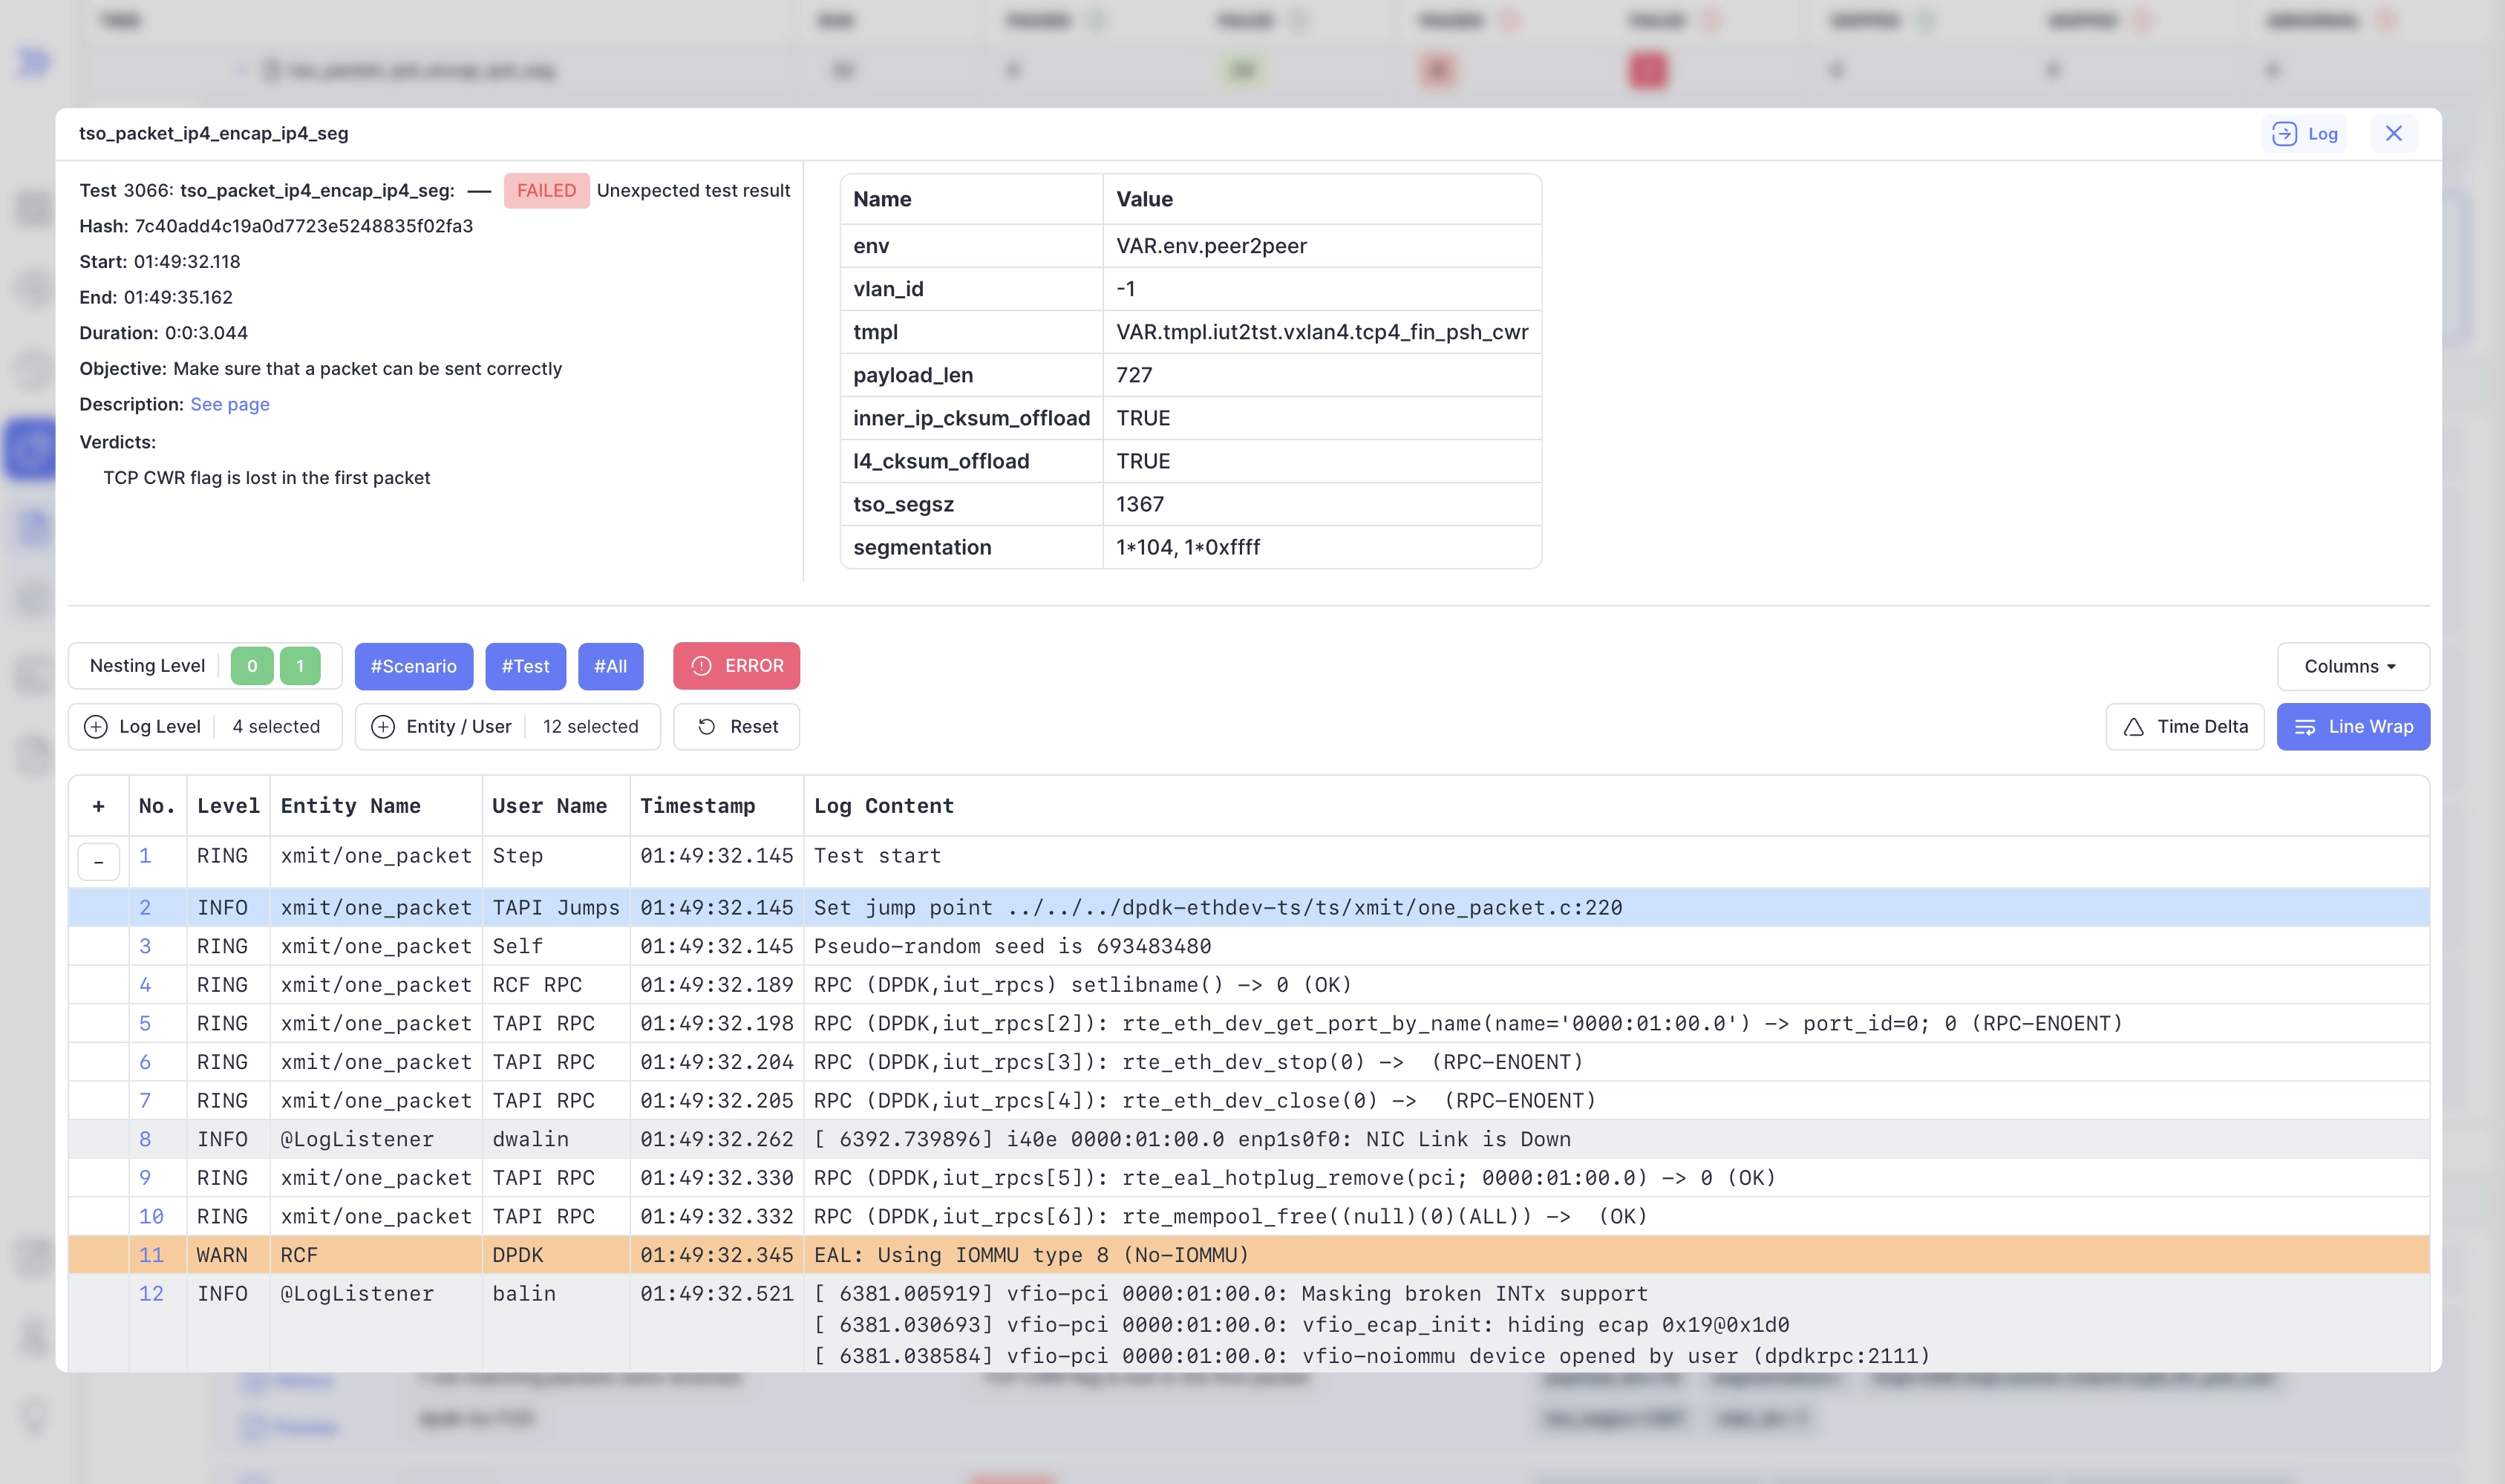 tso_packet_ip4_encap_ip4_seg
Log
Test 3066: tso_packet_ip4_encap_ip4_seg: — FAILED Unexpected test result
Hash: 7c40add4c19a0d7723e5248835f02fa3
Start: 01:49:32.118
End: 01:49:35.162
Duration: 0:0:3.044
Objective: Make sure that a packet can be sent correctly
Description: See page
Verdicts:
TCP CWR flag is lost in the first packet
Name Value
env VAR.env.peer2peer
vlan_id -1
tmpl VAR.tmpl.iut2tst.vxlan4.tcp4_fin_psh_cwr
payload_len 727
inner_ip_cksum_offload TRUE
l4_cksum_offload TRUE
tso_segsz 1367
segmentation 1*104, 1*0xffff
Nesting Level 0 1 #Scenario #Test #All ERROR Columns
Log Level 4 selected Entity / User 12 selected Reset Time Delta Line Wrap
+ No. Level Entity Name User Name Timestamp Log Content
- 1 RING xmit/one_packet Step 01:49:32.145 Test start
2 INFO xmit/one_packet TAPI Jumps 01:49:32.145 Set jump point ../../../dpdk-ethdev-ts/ts/xmit/one_packet.c:220
3 RING xmit/one_packet Self 01:49:32.145 Pseudo-random seed is 693483480
4 RING xmit/one_packet RCF RPC 01:49:32.189 RPC (DPDK,iut_rpcs) setlibname() -> 0 (OK)
5 RING xmit/one_packet TAPI RPC 01:49:32.198 RPC (DPDK,iut_rpcs[2]): rte_eth_dev_get_port_by_name(name='0000:01:00.0') -> port_id=0; 0 (RPC-ENOENT)
6 RING xmit/one_packet TAPI RPC 01:49:32.204 RPC (DPDK,iut_rpcs[3]): rte_eth_dev_stop(0) ->  (RPC-ENOENT)
7 RING xmit/one_packet TAPI RPC 01:49:32.205 RPC (DPDK,iut_rpcs[4]): rte_eth_dev_close(0) ->  (RPC-ENOENT)
8 INFO @LogListener dwalin 01:49:32.262 [ 6392.739896] i40e 0000:01:00.0 enp1s0f0: NIC Link is Down
9 RING xmit/one_packet TAPI RPC 01:49:32.330 RPC (DPDK,iut_rpcs[5]): rte_eal_hotplug_remove(pci; 0000:01:00.0) -> 0 (OK)
10 RING xmit/one_packet TAPI RPC 01:49:32.332 RPC (DPDK,iut_rpcs[6]): rte_mempool_free((null)(0)(ALL)) ->  (OK)
11 WARN RCF DPDK 01:49:32.345 EAL: Using IOMMU type 8 (No-IOMMU)
12 INFO @LogListener balin 01:49:32.521 [ 6381.005919] vfio-pci 0000:01:00.0: Masking broken INTx support
[ 6381.030693] vfio-pci 0000:01:00.0: vfio_ecap_init: hiding ecap 0x19@0x1d0
[ 6381.038584] vfio-pci 0000:01:00.0: vfio-noiommu device opened by user (dpdkrpc:2111)